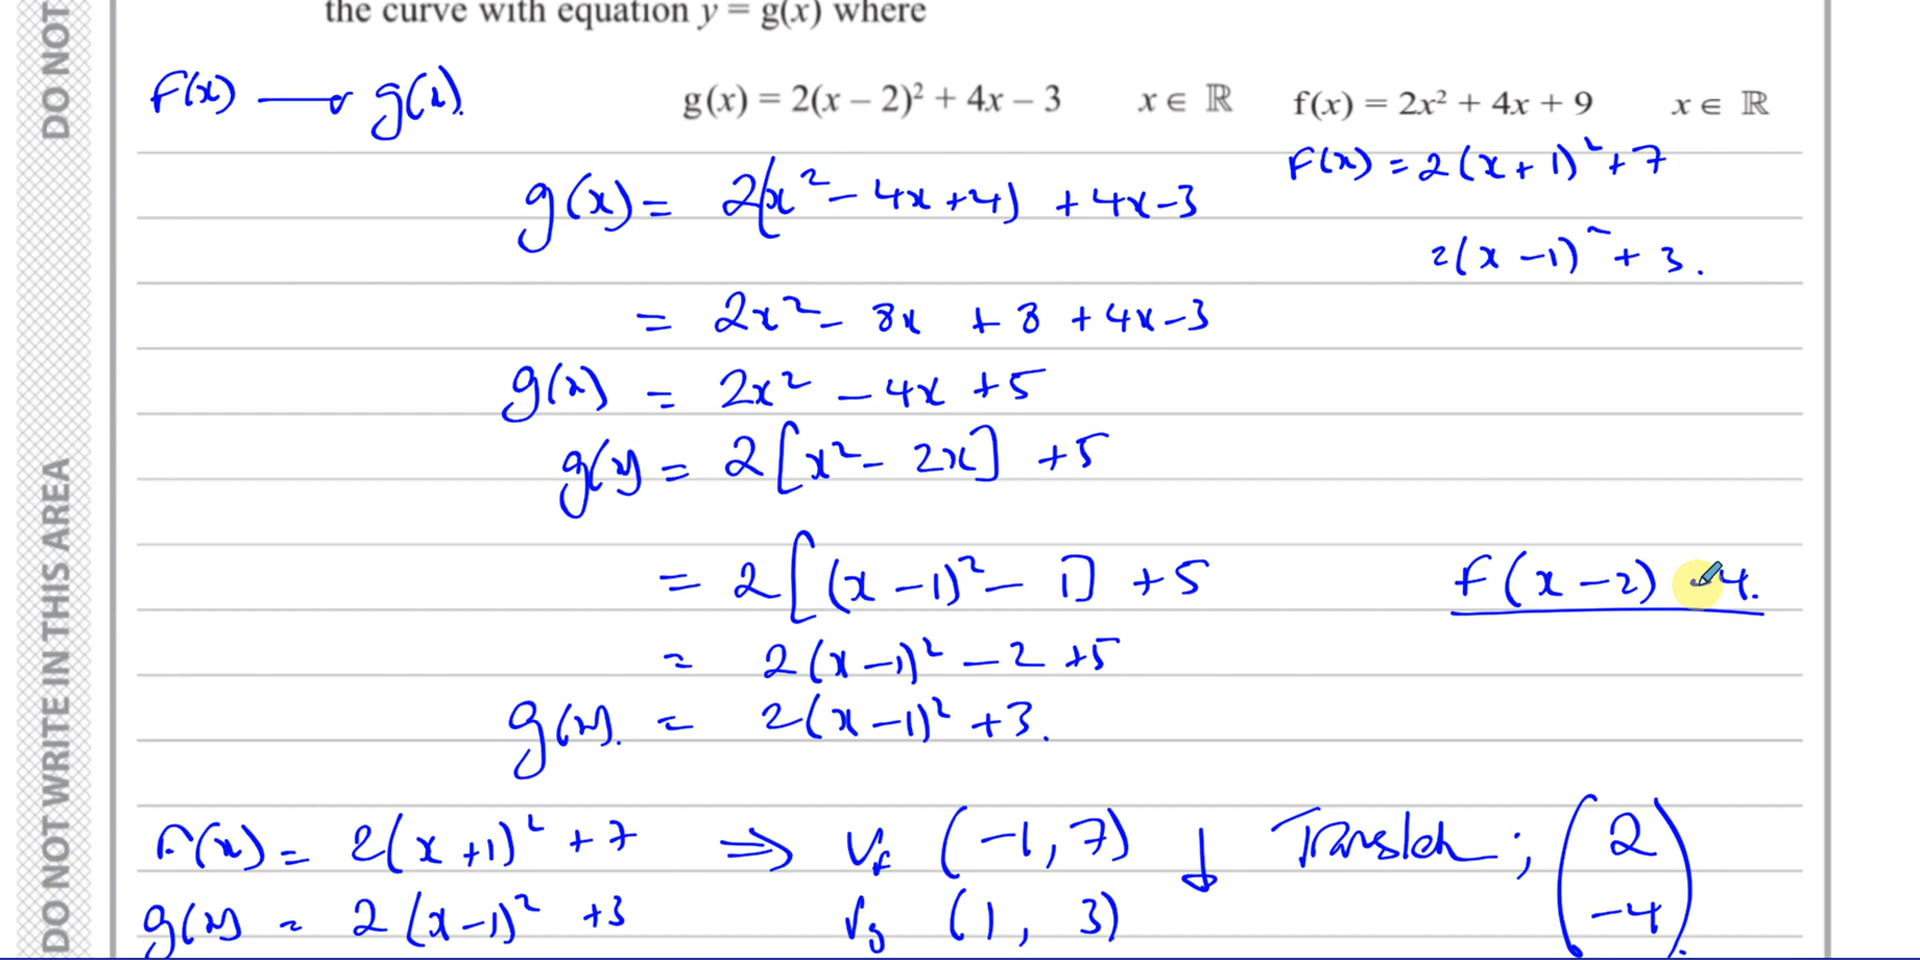 the curve with equation y = g(x) where
F(x) → g(x).
g(x) = 2(x – 2)² + 4x – 3 x ∈ ℝ f(x) = 2x² + 4x + 9 x ∈ ℝ
F(x) = 2(x+1)² + 7
g(x) = 2(x² – 4x + 4) + 4x – 3
2(x – 1)² + 3.
= 2x² – 8x + 8 + 4x – 3
g(x) = 2x² – 4x + 5
g(x) = 2[x² – 2x] + 5
= 2[(x – 1)² – 1] + 5
f(x – 2) – 4.
= 2(x – 1)² – 2 + 5
g(x). = 2(x – 1)² + 3.
F(x) = 2(x + 1)² + 7 ⇒ Vf (–1, 7) ↓ Translate ; (2
g(x) = 2(x – 1)² + 3 Vg (1, 3) –4).
DO NOT
DO NOT WRITE IN THIS AREA